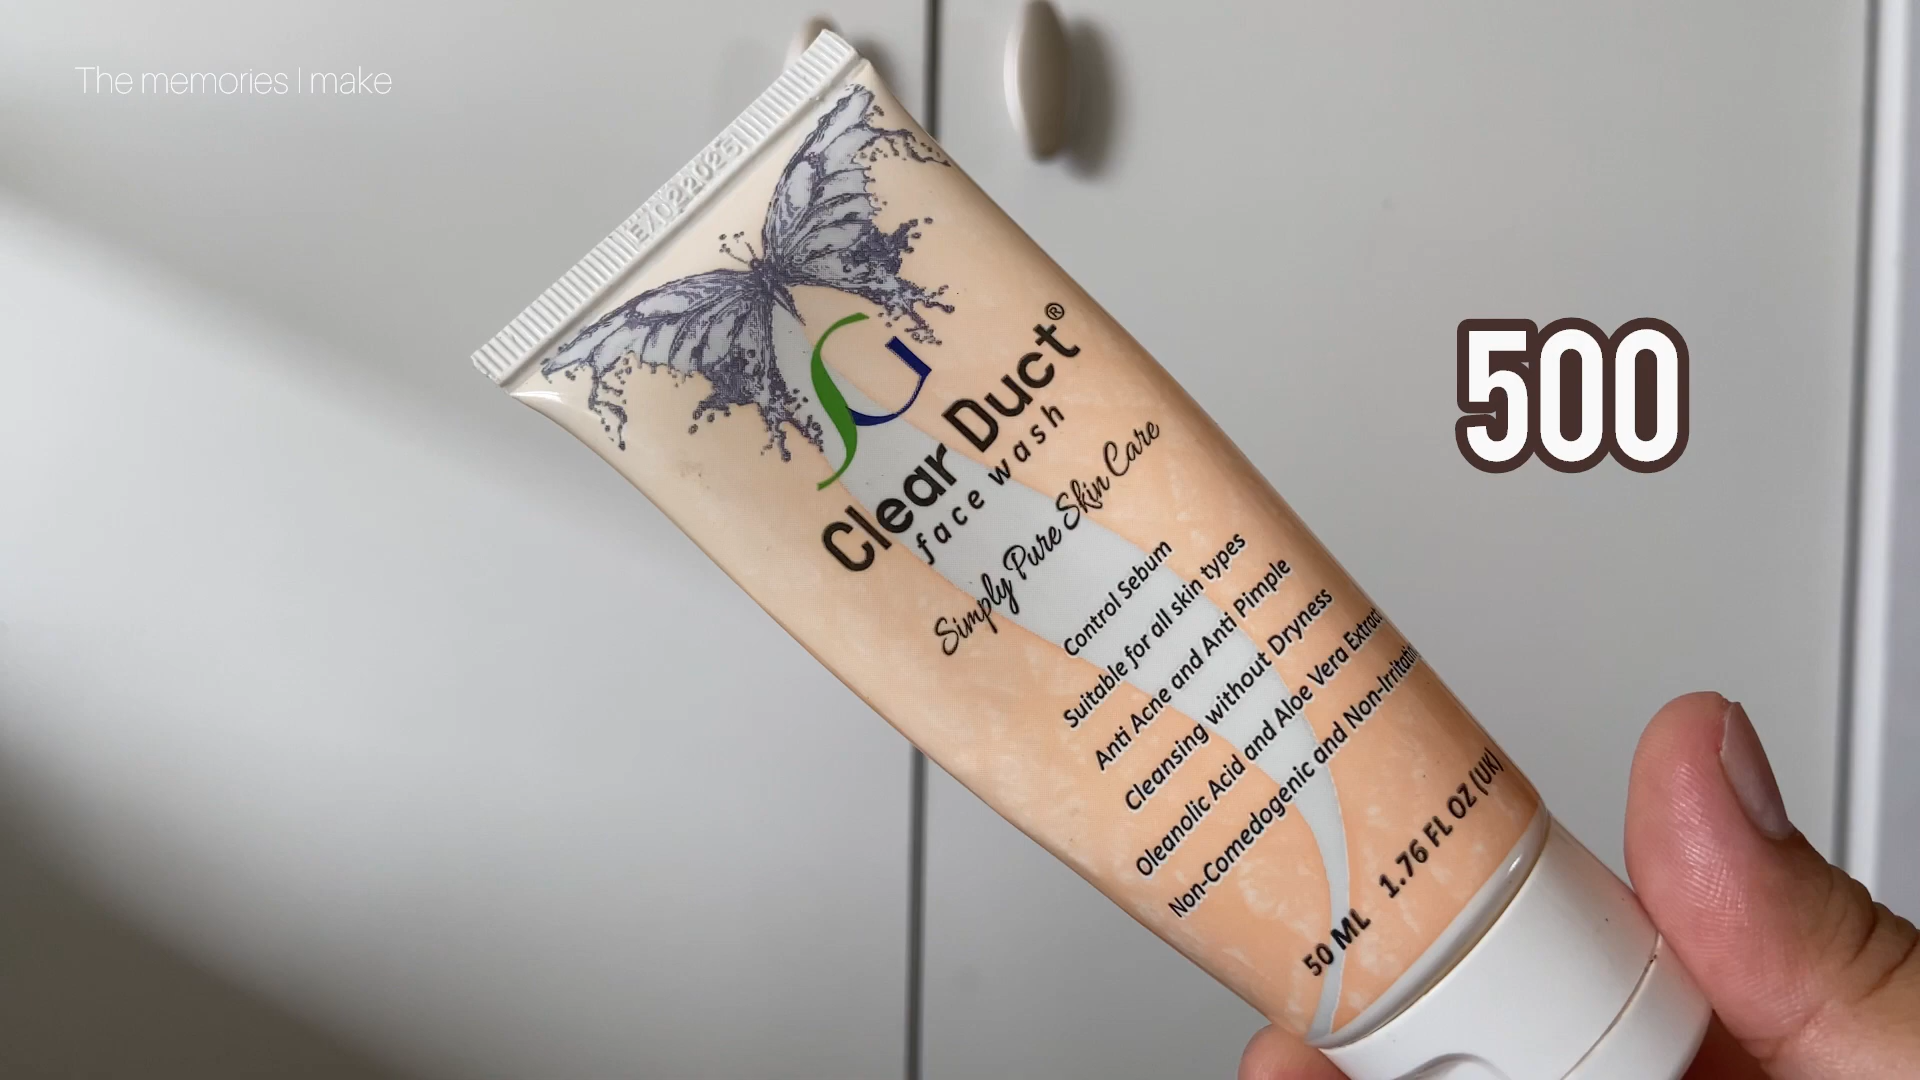 The memories I make
E/022025
Clear Duct®
face wash
Simply Pure Skin Care
Control Sebum
Suitable for all skin types
Anti Acne and Anti Pimple
Cleansing without Dryness
Oleanolic Acid and Aloe Vera Extract
Non-Comedogenic and Non-Irritating
50 ML 1.76 FL OZ (UK)
500